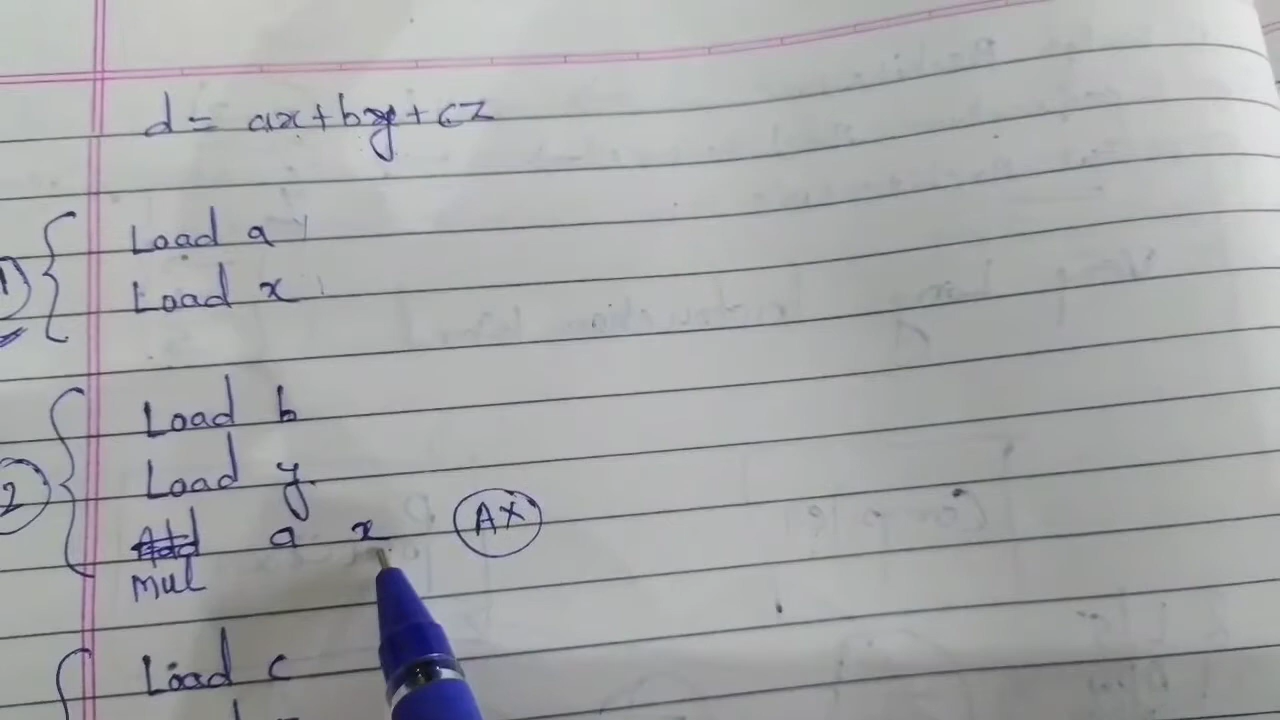 d = ax + by + cz
1
Load a
Load x
2
Load b
Load y
Add a x AX
Mul
Load c